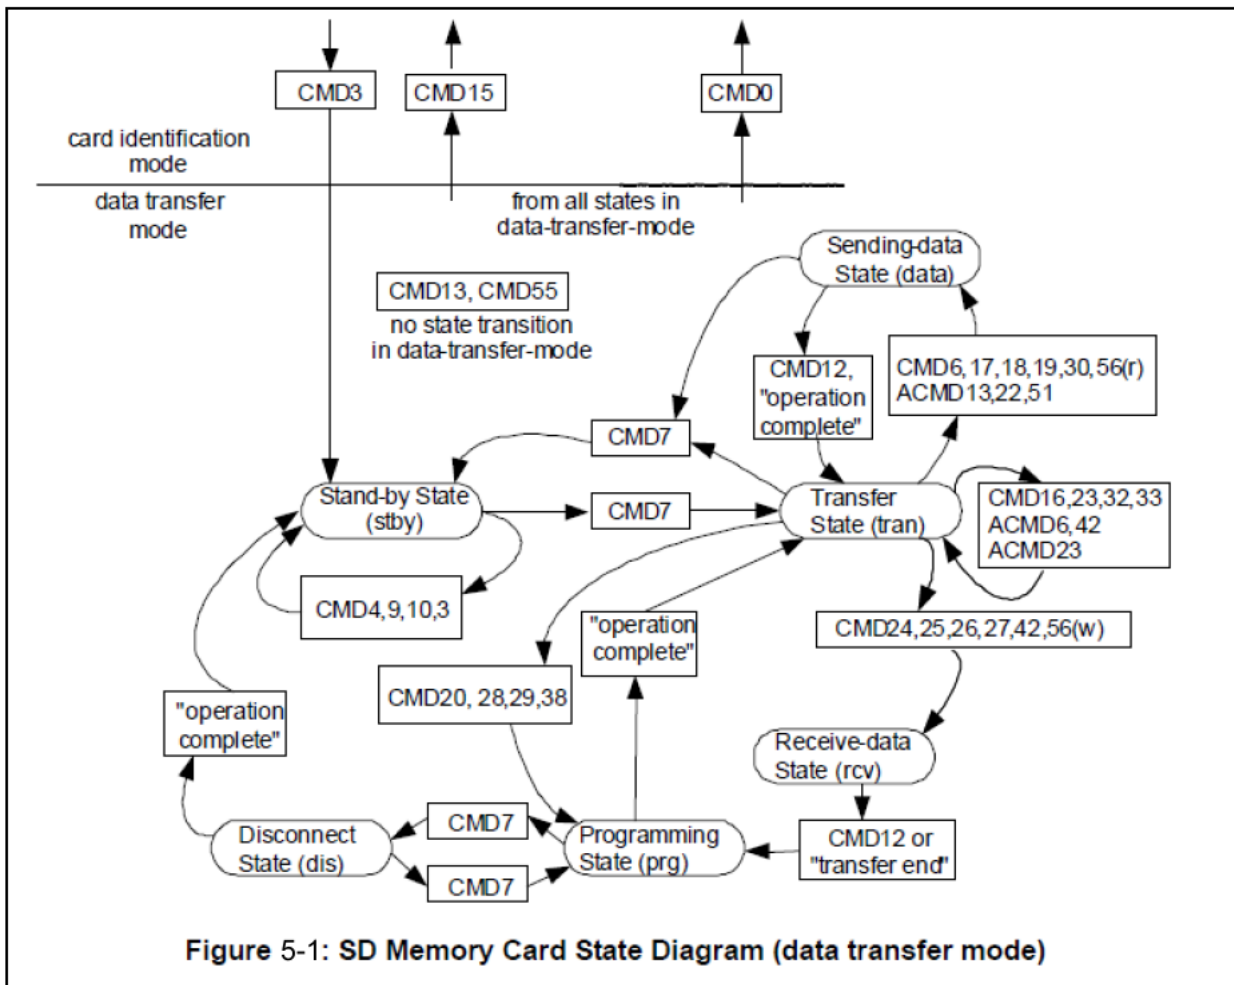 CMD3
CMD15
CMD0
card identification
mode
data transfer
mode
from all states in
data-transfer-mode
Sending-data
State (data)
CMD13, CMD55
no state transition
in data-transfer-mode
CMD12,
"operation
complete"
CMD6,17,18,19,30,56(r)
ACMD13,22,51
CMD7
Stand-by State
(stby)
CMD7
Transfer
State (tran)
CMD16,23,32,33
ACMD6,42
ACMD23
CMD4,9,10,3
"operation
complete"
CMD24,25,26,27,42,56(w)
CMD20, 28,29,38
"operation
complete"
Receive-data
State (rcv)
Disconnect
State (dis)
CMD7
CMD7
Programming
State (prg)
CMD12 or
"transfer end"
Figure 5-1: SD Memory Card State Diagram (data transfer mode)